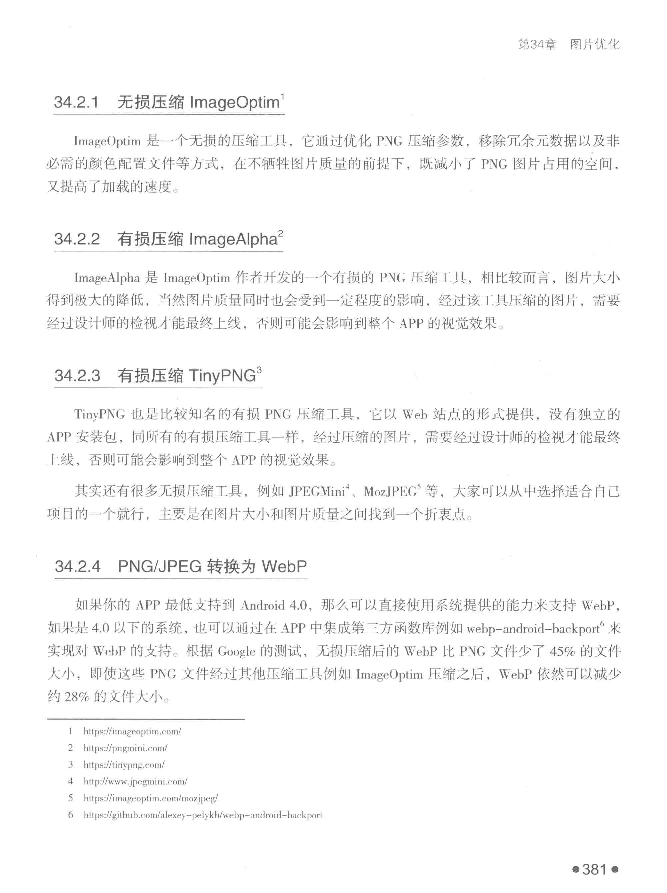 第34章 图片优化
34.2.1 无损压缩 ImageOptim1
ImageOptim 是一个无损的压缩工具，它通过优化 PNG 压缩参数，移除冗余元数据以及非
必需的颜色配置文件等方式，在不牺牲图片质量的前提下，既减小了 PNG 图片占用的空间，
又提高了加载的速度。
34.2.2 有损压缩 ImageAlpha2
ImageAlpha 是 ImageOptim 作者开发的一个有损的 PNG 压缩工具，相比较而言，图片大小
得到极大的降低，当然图片质量同时也会受到一定程度的影响，经过该工具压缩的图片，需要
经过设计师的检视才能最终上线，否则可能会影响到整个 APP 的视觉效果。
34.2.3 有损压缩 TinyPNG3
TinyPNG 也是比较知名的有损 PNG 压缩工具，它以 Web 站点的形式提供，没有独立的
APP 安装包，同所有的有损压缩工具一样，经过压缩的图片，需要经过设计师的检视才能最终
上线，否则可能会影响到整个 APP 的视觉效果。
其实还有很多无损压缩工具，例如 JPEGMini4、MozJPEG5 等，大家可以从中选择适合自己
项目的一个就行，主要是在图片大小和图片质量之间找到一个折衷点。
34.2.4 PNG/JPEG 转换为 WebP
如果你的 APP 最低支持到 Android 4.0，那么可以直接使用系统提供的能力来支持 WebP，
如果是 4.0 以下的系统，也可以通过在 APP 中集成第三方函数库例如 webp-android-backport6 来
实现对 WebP 的支持。根据 Google 的测试，无损压缩后的 WebP 比 PNG 文件少了 45% 的文件
大小，即使这些 PNG 文件经过其他压缩工具例如 ImageOptim 压缩之后，WebP 依然可以减少
约 28% 的文件大小。
1 https://imageoptim.com/
2 https://pngmini.com/
3 https://tinypng.com/
4 http://www.jpegmini.com/
5 https://imageoptim.com/mozjpeg/
6 https://github.com/alexey-pelykh/webp-android-backport
●381●